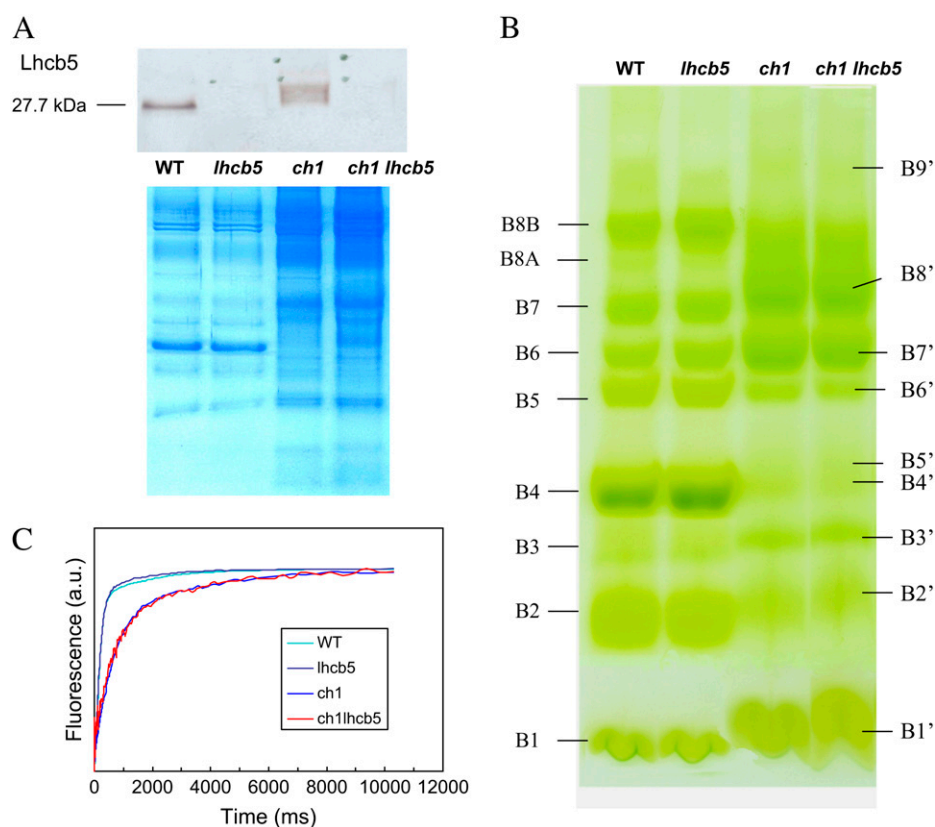 A
Lhcb5
27.7 kDa
WT lhcb5 ch1 ch1 lhcb5
B
WT lhcb5 ch1 ch1 lhcb5
B8B
B8A
B7
B6
B5
B4
B3
B2
B1
B9’
B8’
B7’
B6’
B5’
B4’
B3’
B2’
B1’
C
Fluorescence (a.u.)
WT
lhcb5
ch1
ch1lhcb5
0 2000 4000 6000 8000 10000 12000
Time (ms)